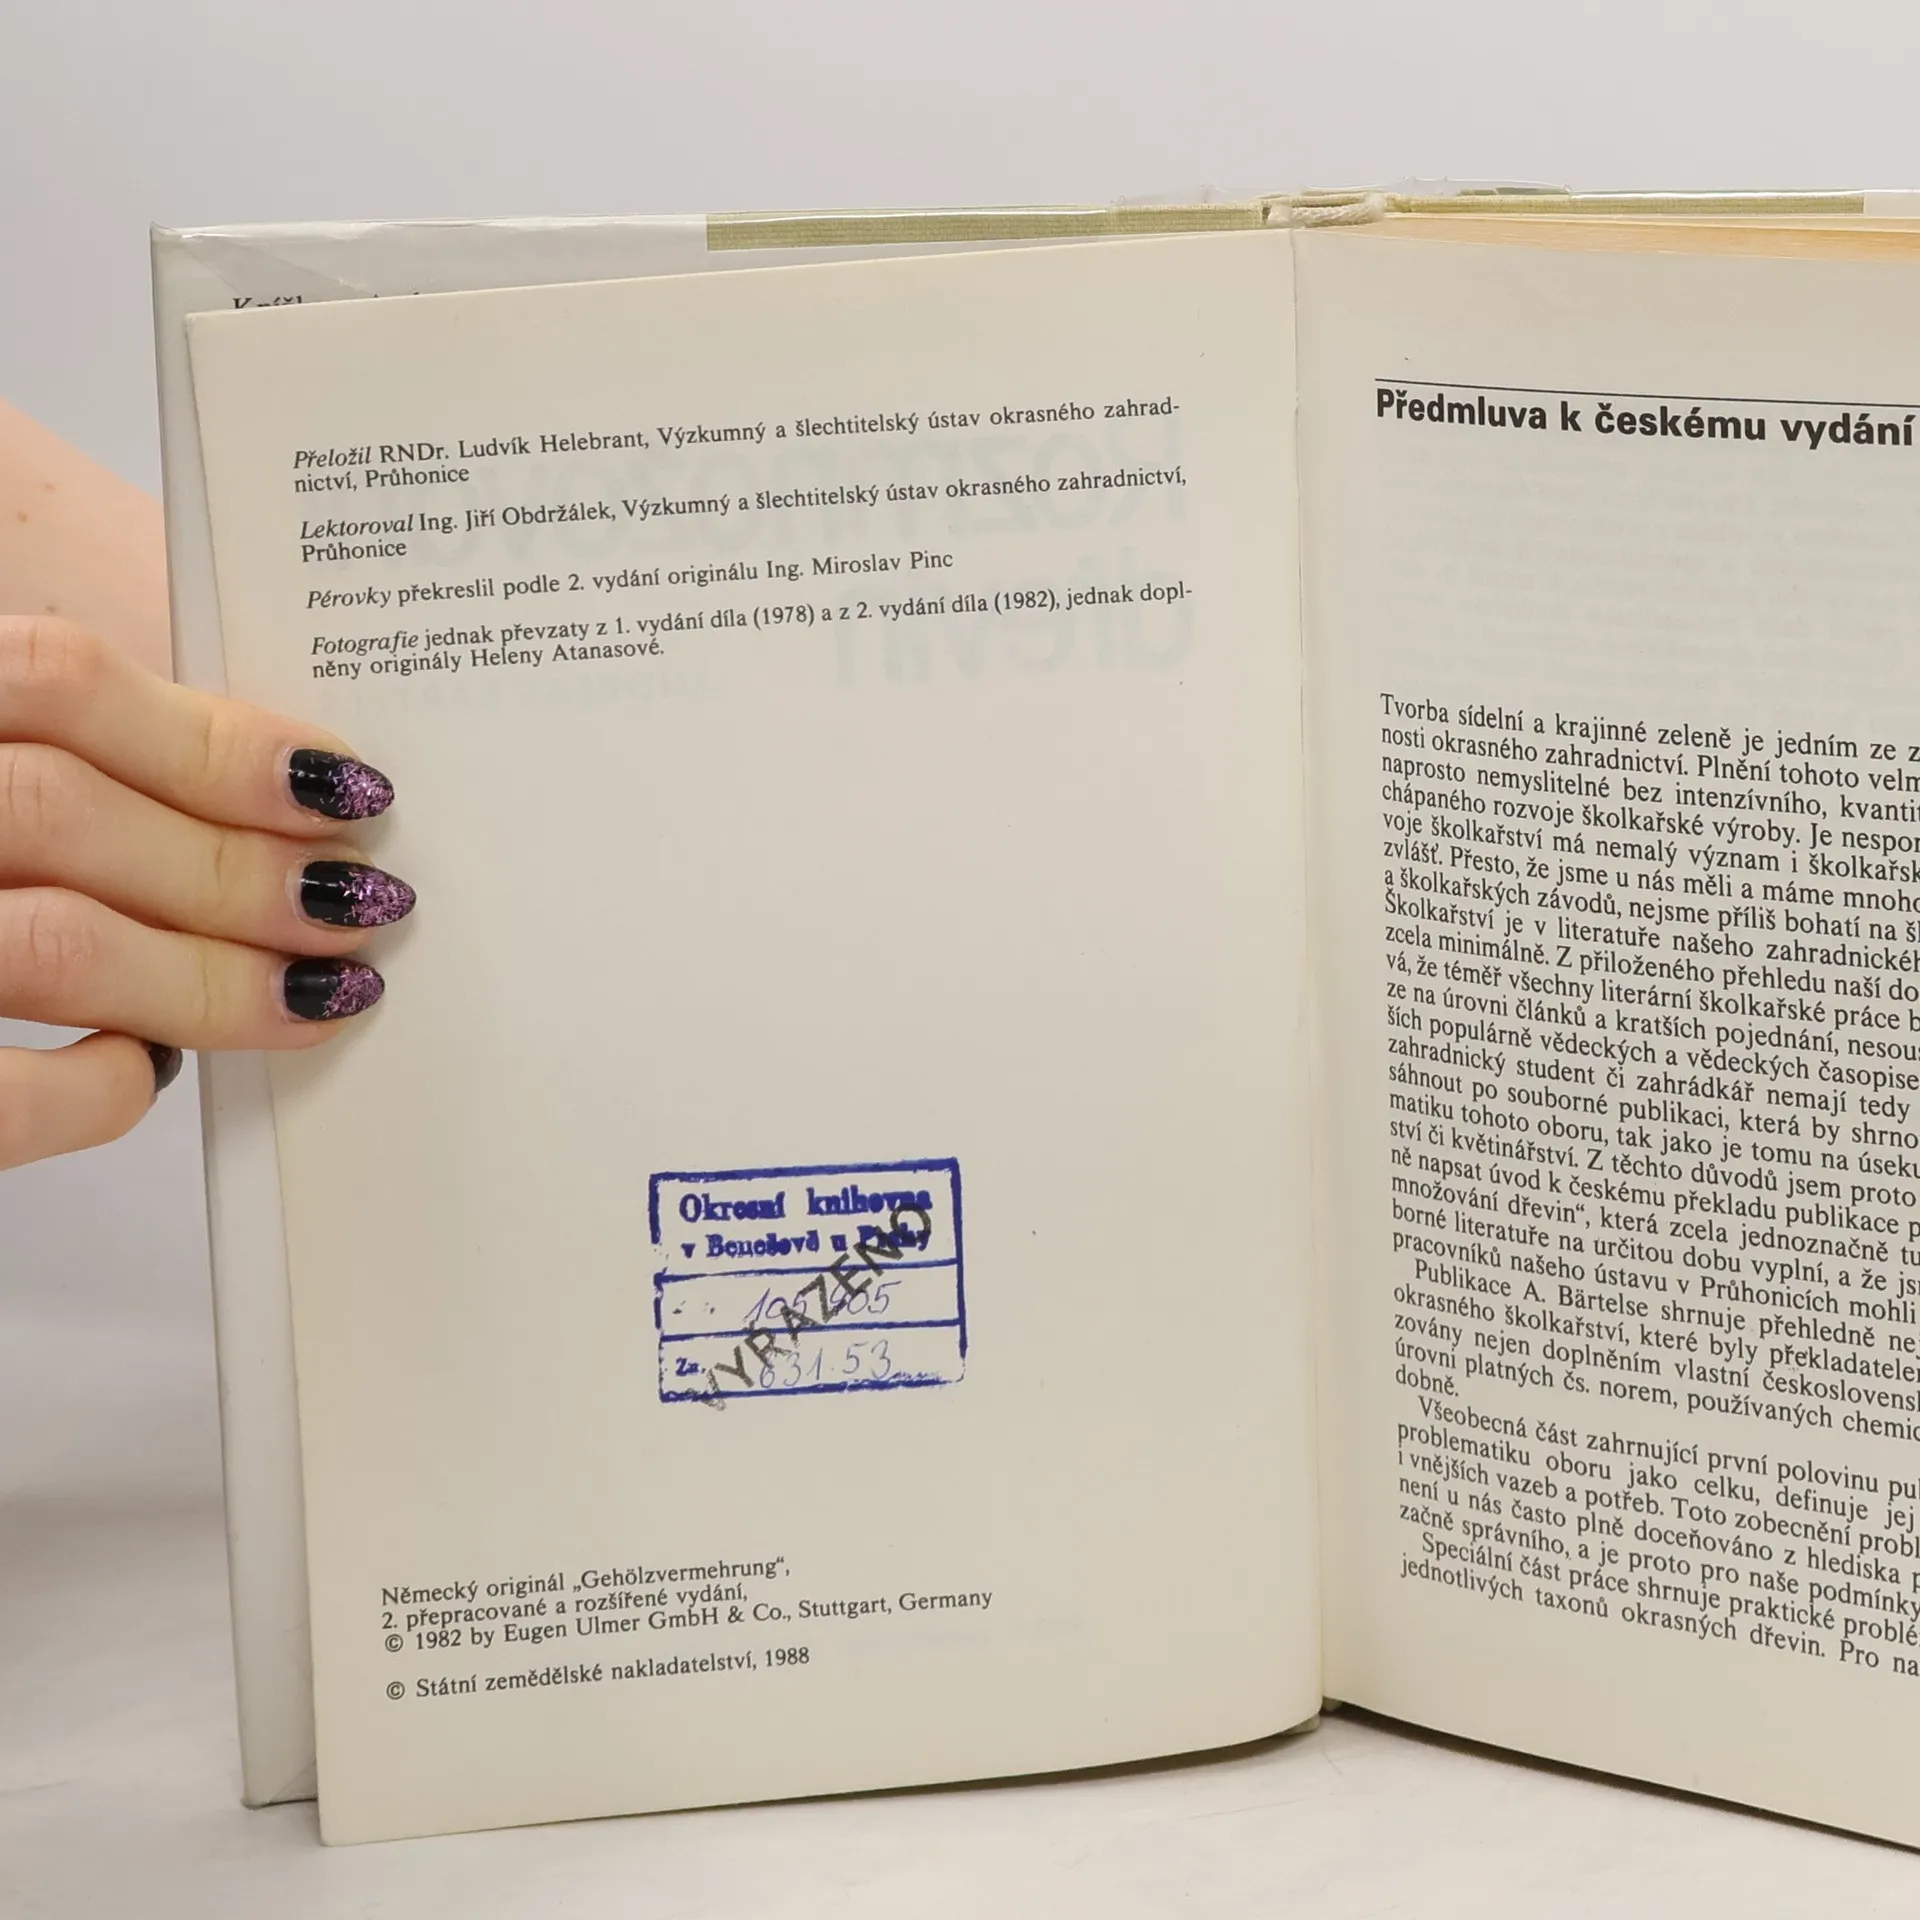 Přeložil RNDr. Ludvík Helebrant, Výzkumný a šlechtitelský ústav okrasného zahrad-
nictví, Průhonice
Lektoroval Ing. Jiří Obdržálek, Výzkumný a šlechtitelský ústav okrasného zahradnictví,
Průhonice
Pérovky překreslil podle 2. vydání originálu Ing. Miroslav Pinc
Fotografie jednak převzaty z 1. vydání díla (1978) a z 2. vydání díla (1982), jednak dopl-
něny originály Heleny Atanasové.
Okresní knihovna
v Benešově u Prahy
VYŘAZENO
105905
Zn. 631.53
Německý originál „Gehölzvermehrung“,
2. přepracované a rozšířené vydání,
© 1982 by Eugen Ulmer GmbH & Co., Stuttgart, Germany
© Státní zemědělské nakladatelství, 1988
Předmluva k českému vydání
Tvorba sídelní a krajinné zeleně je jedním ze z
nosti okrasného zahradnictví. Plnění tohoto velm
naprosto nemyslitelné bez intenzívního, kvantit
chápaného rozvoje školkařské výroby. Je nespor
voje školkařství má nemalý význam i školkařsk
zvlášť. Přesto, že jsme u nás měli a máme mnoho
a školkařských závodů, nejsme příliš bohatí na šk
Školkařství je v literatuře našeho zahradnickéh
zcela minimálně. Z přiloženého přehledu naší do
vá, že téměř všechny literární školkařské práce b
ze na úrovni článků a kratších pojednání, nesous
ších populárně vědeckých a vědeckých časopise
zahradnický student či zahrádkář nemají tedy
sáhnout po souborné publikaci, která by shrno
matiku tohoto oboru, tak jako je tomu na úseku
ství či květinářství. Z těchto důvodů jsem proto
ně napsat úvod k českému překladu publikace p
množování dřevin“, která zcela jednoznačně tu
borné literatuře na určitou dobu vyplní, a že jsm
pracovníků našeho ústavu v Průhonicích mohli
Publikace A. Bärtelse shrnuje přehledně nej
okrasného školkařství, které byly překladatelem
zovány nejen doplněním vlastní československ
úrovni platných čs. norem, používaných chemic
dobně.
Všeobecná část zahrnující první polovinu pub
problematiku oboru jako celku, definuje jej
i vnějších vazeb a potřeb. Toto zobecnění probl
není u nás často plně doceňováno z hlediska p
začně správního, a je proto pro naše podmínky
Speciální část práce shrnuje praktické problé
jednotlivých taxonů okrasných dřevin. Pro na